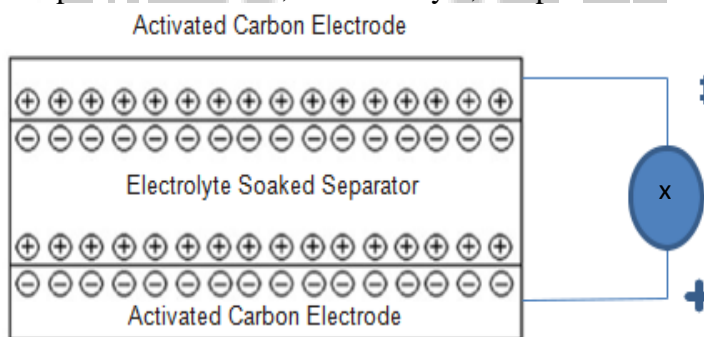 Activated Carbon Electrode
Electrolyte Soaked Separator
x
Activated Carbon Electrode